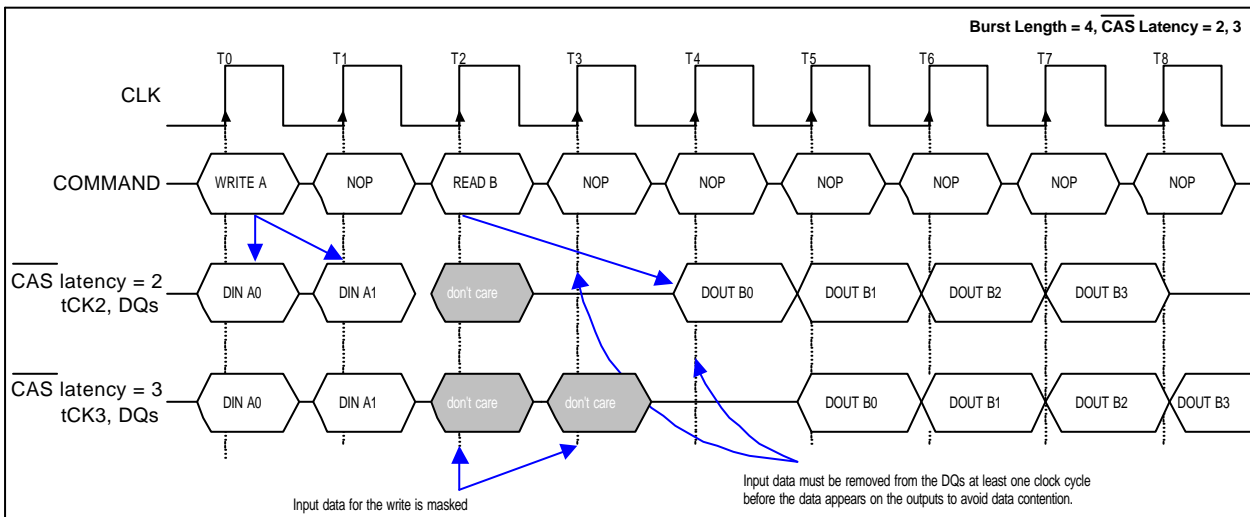 Burst Length = 4, CAS Latency = 2, 3
T0 T1 T2 T3 T4 T5 T6 T7 T8
CLK
COMMAND WRITE A NOP READ B NOP NOP NOP NOP NOP NOP
CAS latency = 2
tCK2, DQs
DIN A0 DIN A1 don't care DOUT B0 DOUT B1 DOUT B2 DOUT B3
CAS latency = 3
tCK3, DQs
DIN A0 DIN A1 don't care don't care DOUT B0 DOUT B1 DOUT B2 DOUT B3
Input data for the write is masked
Input data must be removed from the DQs at least one clock cycle
before the data appears on the outputs to avoid data contention.